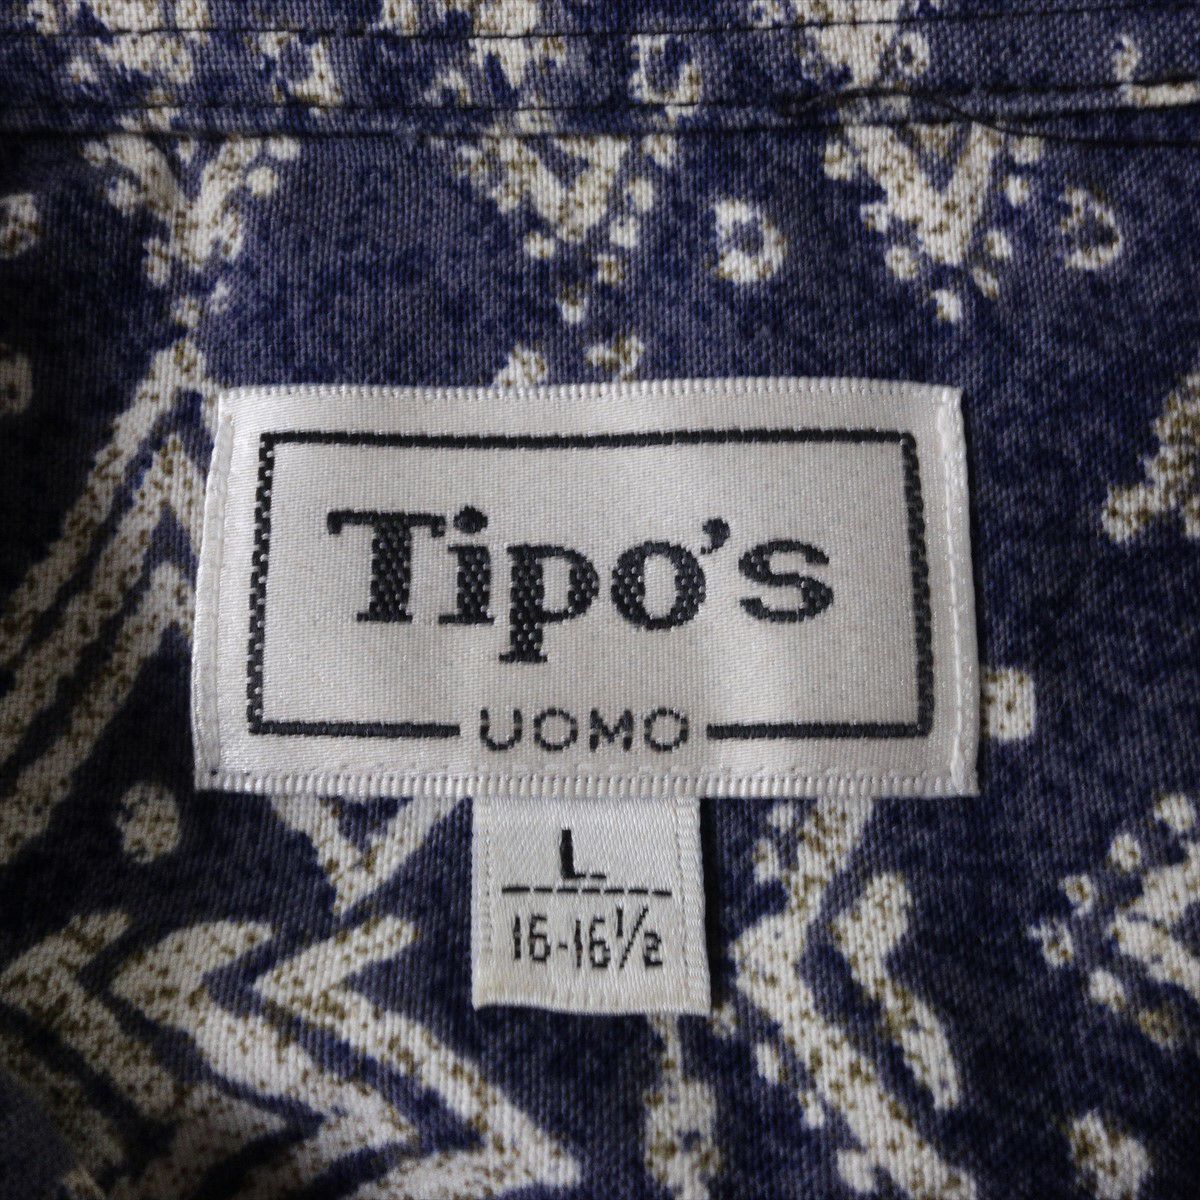 Tipo's
UOMO
L
16-16½